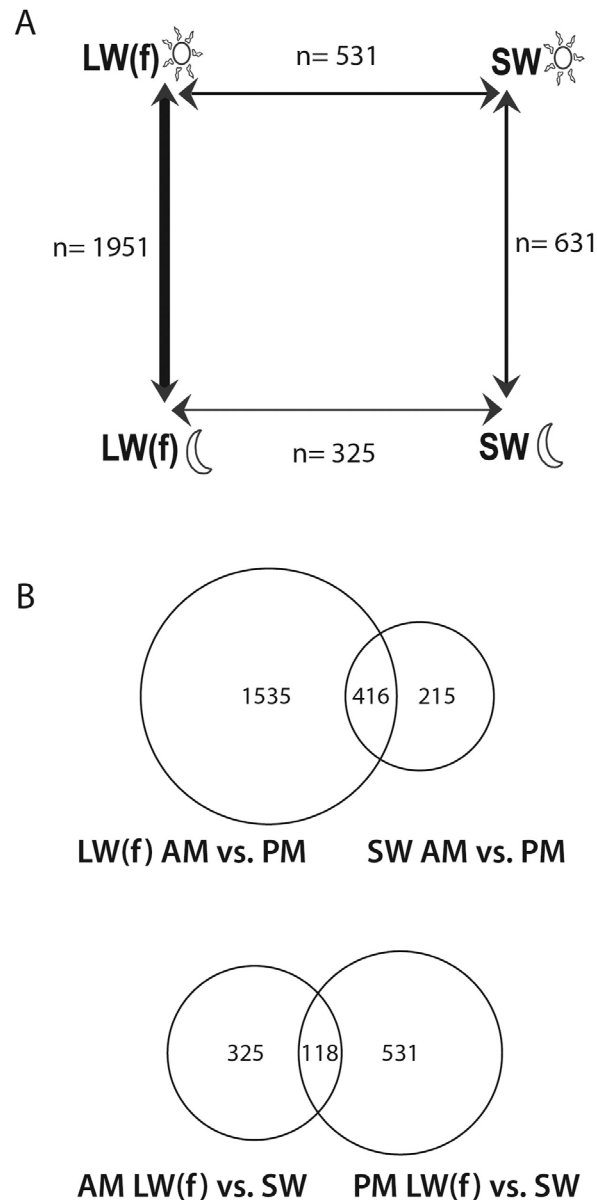 A
LW(f) SW
n= 531
n= 1951
n= 631
LW(f) SW
n= 325
B
1535 416 215
LW(f) AM vs. PM SW AM vs. PM
325 118 531
AM LW(f) vs. SW PM LW(f) vs. SW